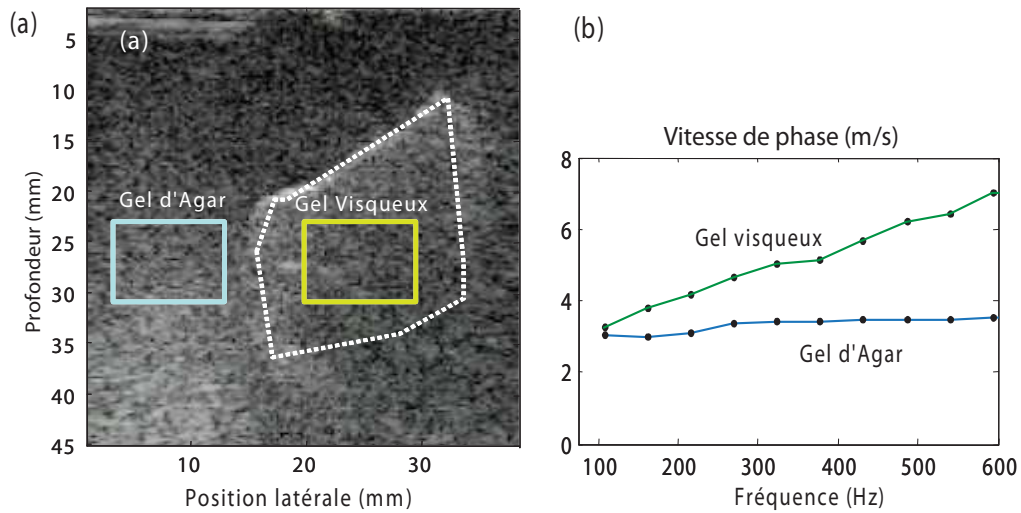 (a)
(a)
Gel d'Agar
Gel Visqueux
Profondeur (mm)
5
10
15
20
25
30
35
40
45
10
20
30
Position latérale (mm)
(b)
Vitesse de phase (m/s)
8
6
4
2
0
Gel visqueux
Gel d'Agar
100
200
300
400
500
600
Fréquence (Hz)